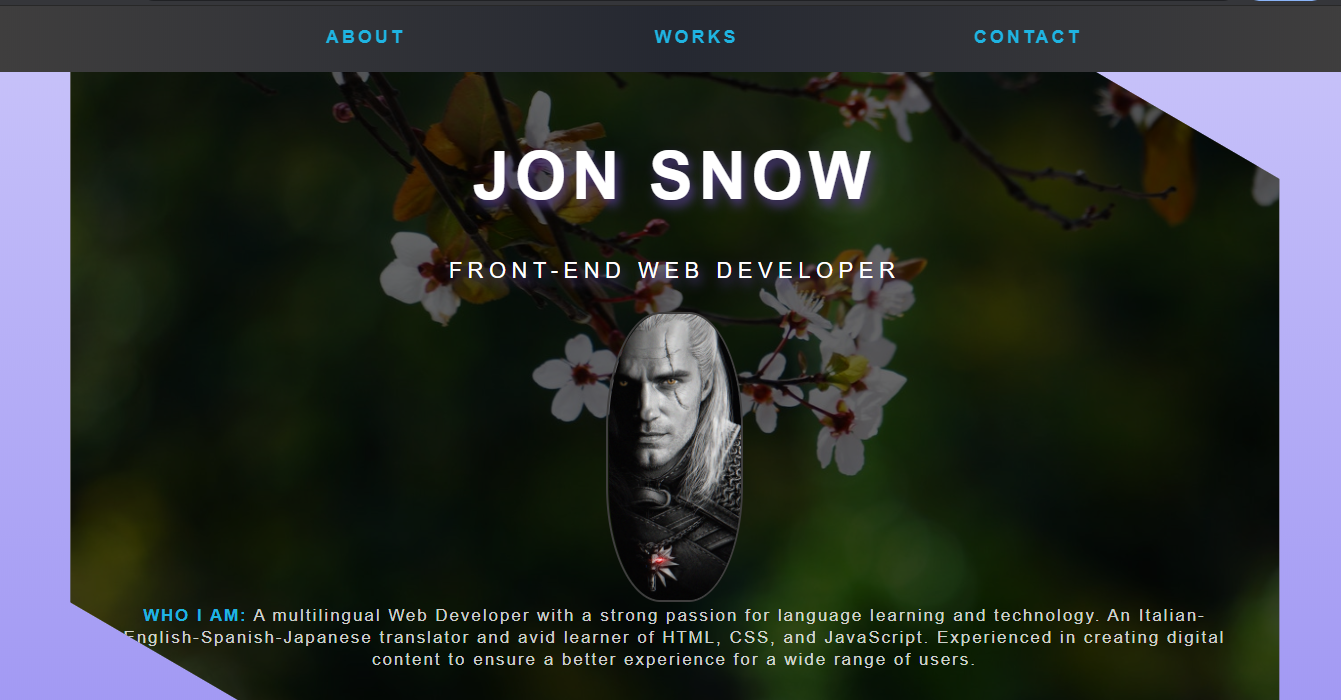 ABOUT WORKS CONTACT
JON SNOW
FRONT-END WEB DEVELOPER
WHO I AM: A multilingual Web Developer with a strong passion for language learning and technology. An Italian-
English-Spanish-Japanese translator and avid learner of HTML, CSS, and JavaScript. Experienced in creating digital
content to ensure a better experience for a wide range of users.